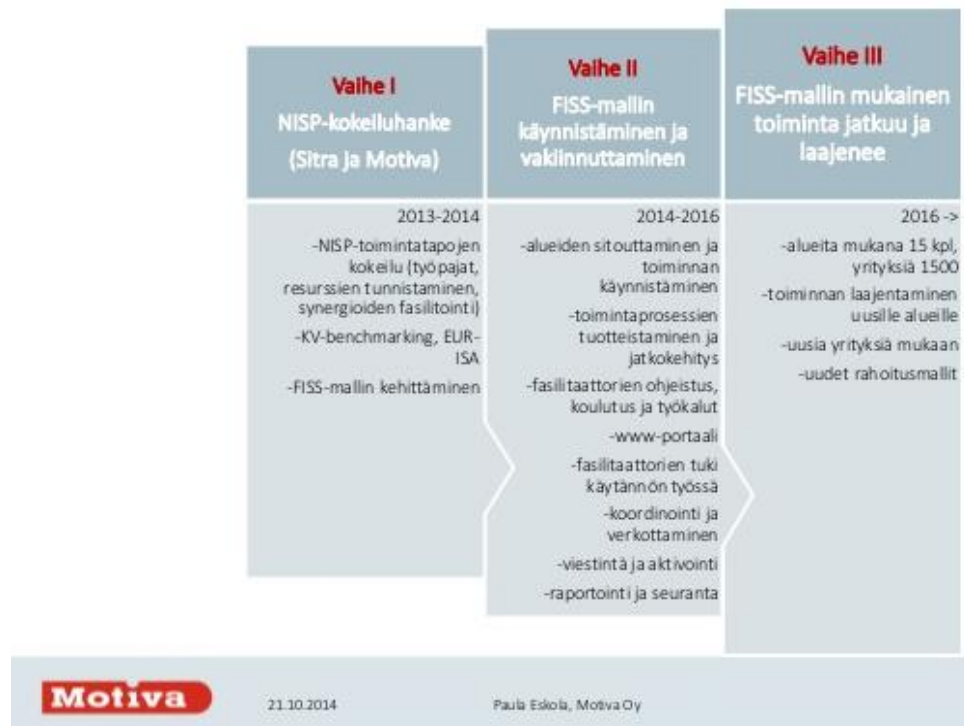 Vaihe I
NISP-kokeiluhanke
(Sitra ja Motiva)
2013-2014
-NISP-toimintatapojen
kokeilu (työpajat,
resurssien tunnistaminen,
synergioiden fasilitointi)
-KV-benchmarking, EUR-
ISA
-FISS-mallin kehittäminen
Vaihe II
FISS-mallin
käynnistäminen ja
vakiinnuttaminen
2014-2016
-alueiden sitouttaminen ja
toiminnan
käynnistäminen
-toimintaprosessien
tuotteistaminen ja
jatkokehitys
-fasilitaattorien ohjeistus,
koulutus ja työkalut
-www-portaali
-fasilitaattorien tuki
käytännön työssä
-koordinointi ja
verkottaminen
-viestintä ja aktivointi
-raportointi ja seuranta
Vaihe III
FISS-mallin mukainen
toiminta jatkuu ja
laajenee
2016 ->
-alueita mukana 15 kpl,
yrityksiä 1500
-toiminnan laajentaminen
uusille alueille
-uusia yrityksiä mukaan
-uudet rahoitusmallit
Motiva
21.10.2014
Paula Eskola, Motiva Oy